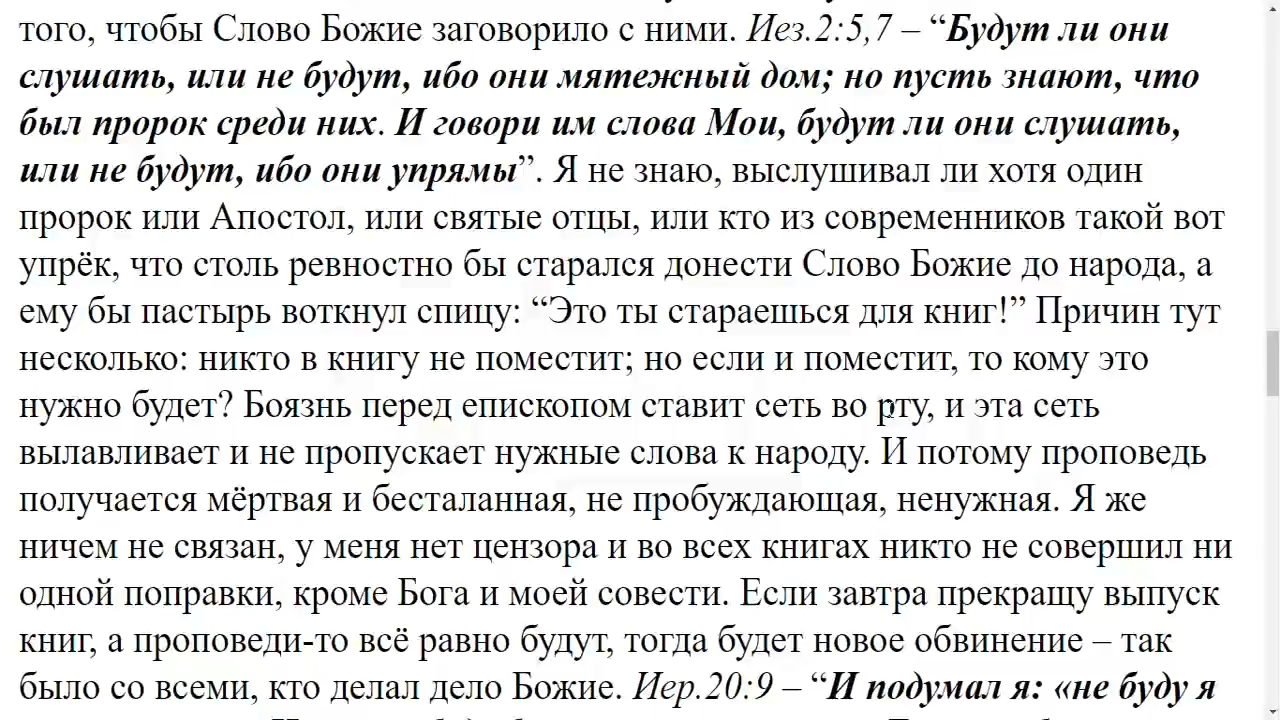 того, чтобы Слово Божие заговорило с ними. Иез.2:5,7 – “Будут ли они
слушать, или не будут, ибо они мятежный дом; но пусть знают, что
был пророк среди них. И говори им слова Мои, будут ли они слушать,
или не будут, ибо они упрямы”. Я не знаю, выслушивал ли хотя один
пророк или Апостол, или святые отцы, или кто из современников такой вот
упрёк, что столь ревностно бы старался донести Слово Божие до народа, а
ему бы пастырь воткнул спицу: “Это ты стараешься для книг!” Причин тут
несколько: никто в книгу не поместит; но если и поместит, то кому это
нужно будет? Боязнь перед епископом ставит сеть во рту, и эта сеть
вылавливает и не пропускает нужные слова к народу. И потому проповедь
получается мёртвая и бесталанная, не пробуждающая, ненужная. Я же
ничем не связан, у меня нет цензора и во всех книгах никто не совершил ни
одной поправки, кроме Бога и моей совести. Если завтра прекращу выпуск
книг, а проповеди-то всё равно будут, тогда будет новое обвинение – так
было со всеми, кто делал дело Божие. Иер.20:9 – “И подумал я: «не буду я